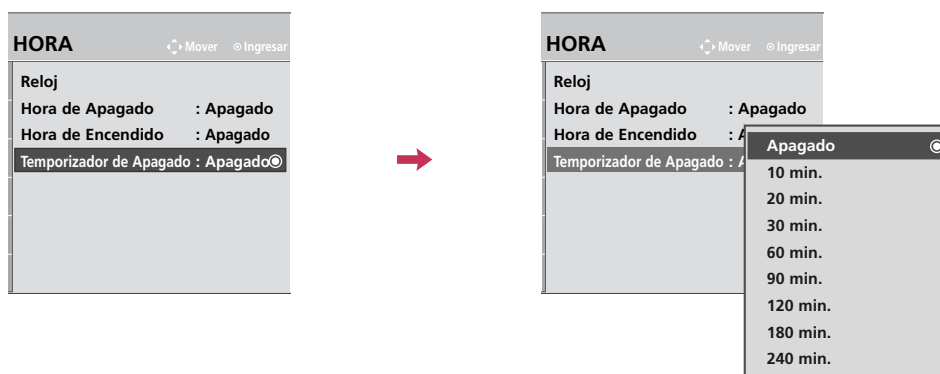 HORA Mover Ingresar
Reloj
Hora de Apagado : Apagado
Hora de Encendido : Apagado
Temporizador de Apagado : Apagado
HORA Mover Ingresar
Reloj
Hora de Apagado : Apagado
Hora de Encendido : A
Temporizador de Apagado : A
Apagado
10 min.
20 min.
30 min.
60 min.
90 min.
120 min.
180 min.
240 min.